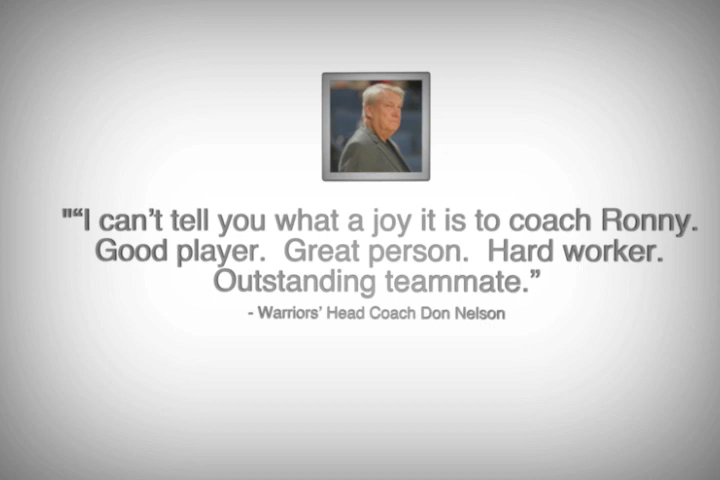 "“I can’t tell you what a joy it is to coach Ronny.
Good player.  Great person.  Hard worker.
Outstanding teammate.”
- Warriors’ Head Coach Don Nelson